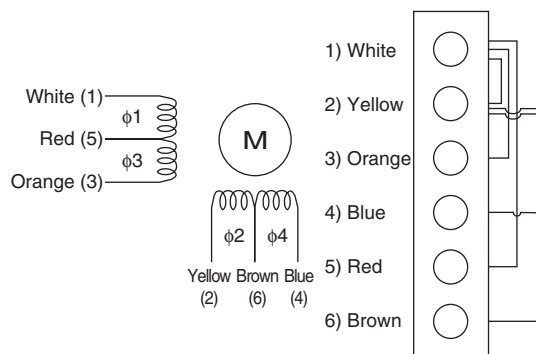 White (1)
ϕ1
Red (5)
ϕ3
Orange (3)
M
ϕ2
ϕ4
Yellow Brown Blue
(2) (6) (4)
1) White
2) Yellow
3) Orange
4) Blue
5) Red
6) Brown